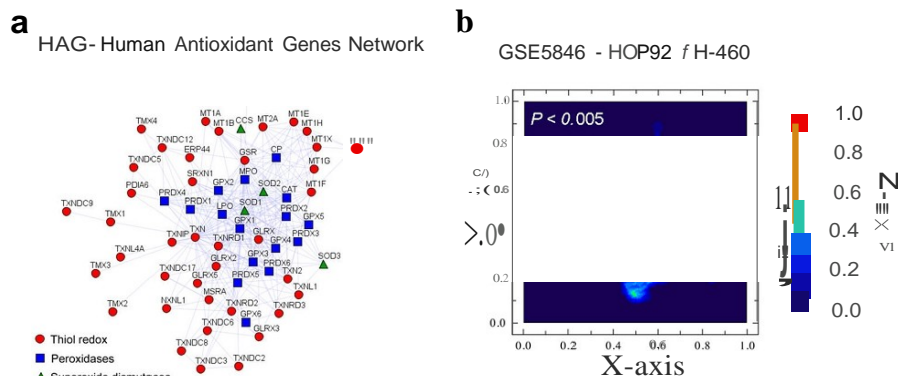 a
HAG- Human Antioxidant Genes Network
TMX4
MT1A
CCS
MT1E
MT1B
MT2A
MT1H
TXNDC12
MT1X
ERP44
GSR
CP
TXNDC5
MT1G
SRXN1
MPO
GPX2
MT1F
PDIA6
PRDX4
SOD2
CAT
PRDX1
LPO
SOD1
PRDX2
TXNDC9
GPX1
GPX5
TMX1
TXN
PRDX3
TXNIP
TXNRD1
GLRX
GPX4
TXNL4A
GLRX2
GPX3
PRDX6
SOD3
TMX3
TXNDC17
GLRX5
PRDX5
TXN2
MSRA
TXNL1
TMX2
NXNL1
TXNRD2
TXNRD3
GPX6
TXNDC6
GLRX3
TXNDC8
TXNDC3
TXNDC2
Thiol redox
Peroxidases
Superoxide dismutases
b
GSE5846 - HOP92 f H-460
P < 0.005
1.0
0.8
0.6
0.2
0.0
0.0 0.2 0.4 0.6 0.8 1.0
X-axis
1.0
0.8
0.6
0.4
0.2
0.0